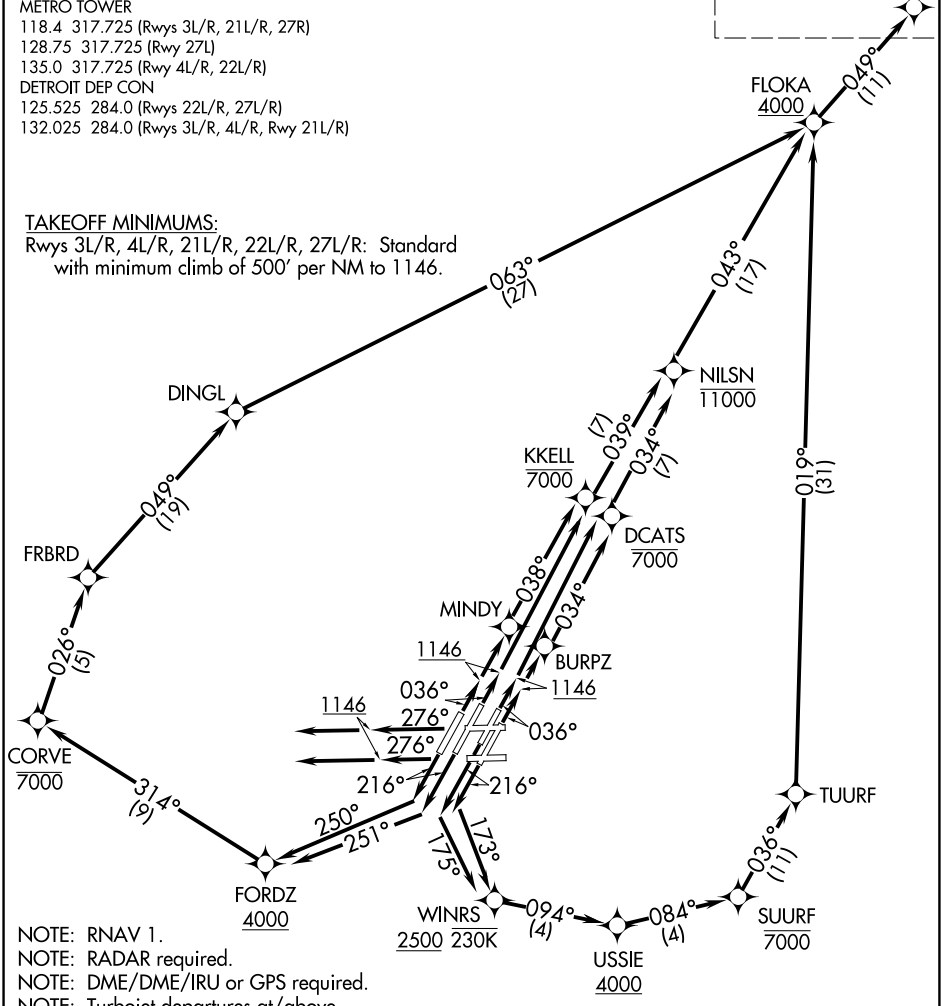 METRO TOWER
118.4 317.725 (Rwys 3L/R, 21L/R, 27R)
128.75 317.725 (Rwy 27L)
135.0 317.725 (Rwy 4L/R, 22L/R)
DETROIT DEP CON
125.525 284.0 (Rwys 22L/R, 27L/R)
132.025 284.0 (Rwys 3L/R, 4L/R, Rwy 21L/R)
049°
(11)
FLOKA
4000
TAKEOFF MINIMUMS:
Rwys 3L/R, 4L/R, 21L/R, 22L/R, 27L/R: Standard
with minimum climb of 500' per NM to 1146.
063°
(27)
043°
(17)
DINGL
NILSN
11000
(7)
039°
034°
(7)
019°
(31)
KKELL
7000
049°
(19)
DCATS
7000
FRBRD
038°
034°
MINDY
026°
(5)
1146
BURPZ
036°
1146
1146
276°
036°
276°
CORVE
7000
216°
216°
314°
(9)
250°
251°
175°
173°
TUURF
036°
(11)
FORDZ
4000
WINRS
2500 230K
094°
(4)
084°
(4)
SUURF
7000
USSIE
4000
NOTE: RNAV 1.
NOTE: RADAR required.
NOTE: DME/DME/IRU or GPS required.
NOTE: Turbojet departures at/above